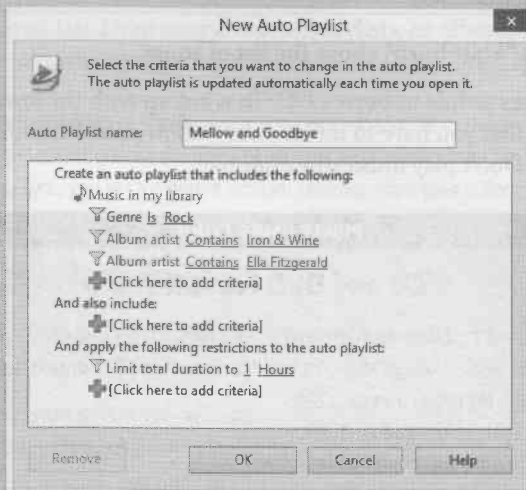 New Auto Playlist
x
Select the criteria that you want to change in the auto playlist.
The auto playlist is updated automatically each time you open it.
Auto Playlist name: Mellow and Goodbye
Create an auto playlist that includes the following:
Music in my library
Genre Is Rock
Album artist Contains Iron & Wine
Album artist Contains Ella Fitzgerald
[Click here to add criteria]
And also include:
[Click here to add criteria]
And apply the following restrictions to the auto playlist:
Limit total duration to 1 Hours
[Click here to add criteria]
Remove OK Cancel Help